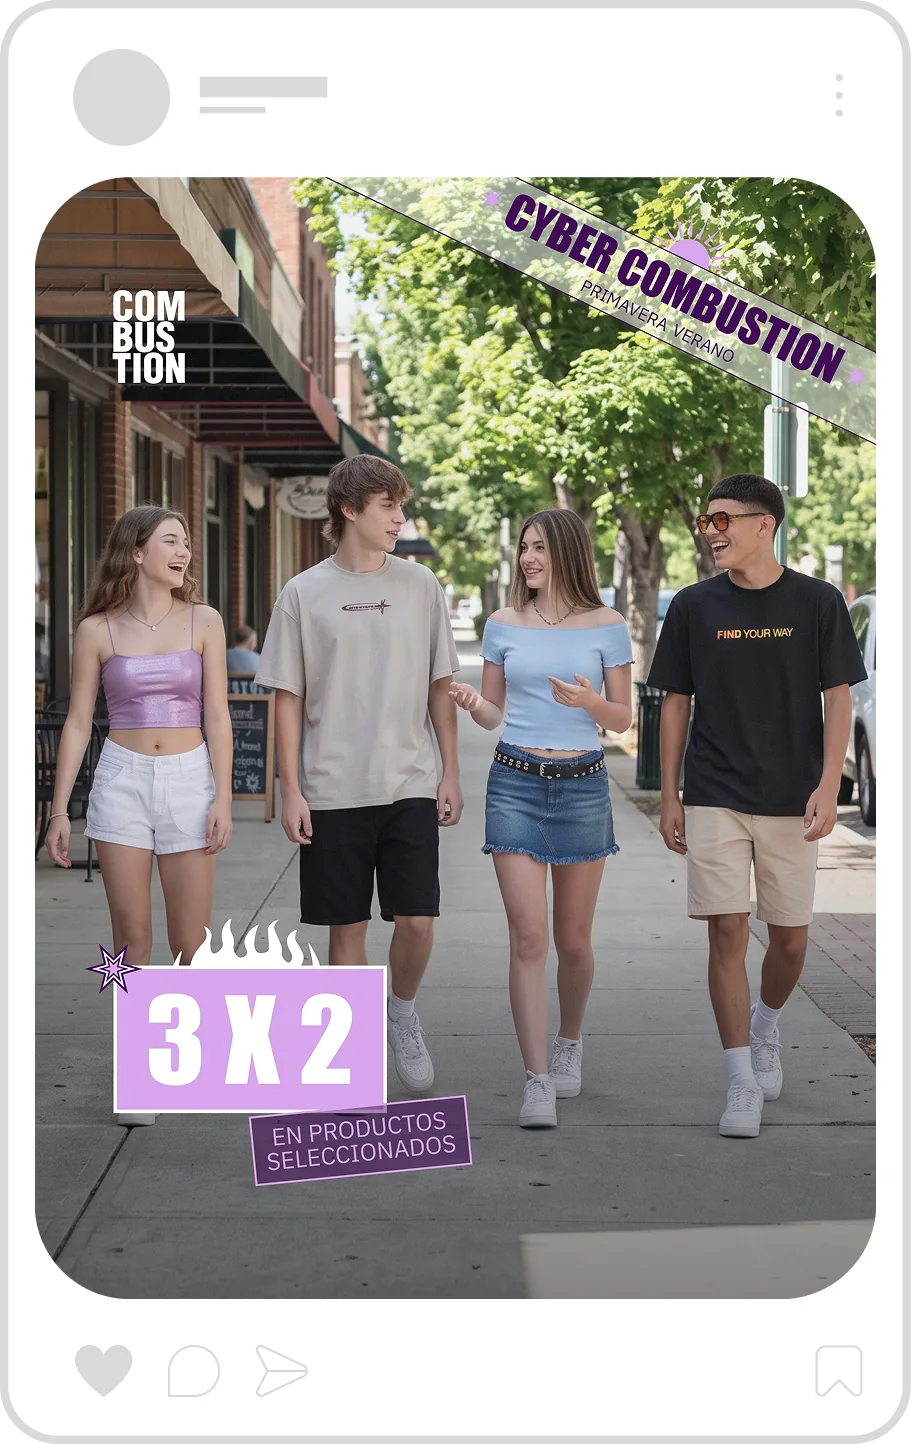 CYBER COMBUSTION
PRIMAVERA VERANO
COM
BUS
TION
FIND YOUR WAY
3 X 2
EN PRODUCTOS
SELECCIONADOS